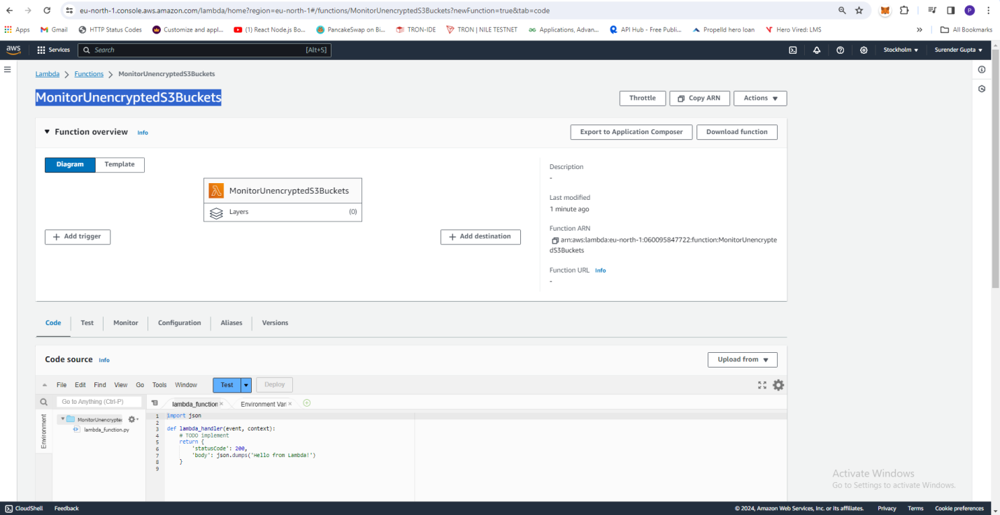 eu-north-1.console.aws.amazon.com/lambda/home?region=eu-north-1#/functions/MonitorUnencryptedS3Buckets?newFunction=true&tab=code
P
Apps Gmail HTTP Status Codes Customize and appl... (1) React Node.js Bo... PancakeSwap on Bi... TRON-IDE TRON | NILE TESTNET Applications, Advan... API Hub - Free Publi... Propelld hero loan Hero Vired: LMS » All Bookmarks
aws Services Search [Alt+S] Stockholm Surender Gupta
Lambda > Functions > MonitorUnencryptedS3Buckets
MonitorUnencryptedS3Buckets
Throttle Copy ARN Actions
Function overview Info
Export to Application Composer Download function
Diagram Template
MonitorUnencryptedS3Buckets
Layers (0)
+ Add trigger
+ Add destination
Description
-
Last modified
1 minute ago
Function ARN
arn:aws:lambda:eu-north-1:060095847722:function:MonitorUnencrypte
dS3Buckets
Function URL Info
-
Code Test Monitor Configuration Aliases Versions
Code source Info
Upload from
File Edit Find View Go Tools Window Test Deploy
Go to Anything (Ctrl-P)
lambda_function × Environment Vari ×
Environment
MonitorUnencrypte
lambda_function.py
1 import json
2
3 def lambda_handler(event, context):
4 # TODO implement
5 return {
6 'statusCode': 200,
7 'body': json.dumps('Hello from Lambda!')
8 }
9
Activate Windows
Go to Settings to activate Windows.
CloudShell Feedback
© 2024, Amazon Web Services, Inc. or its affiliates. Privacy Terms Cookie preferences